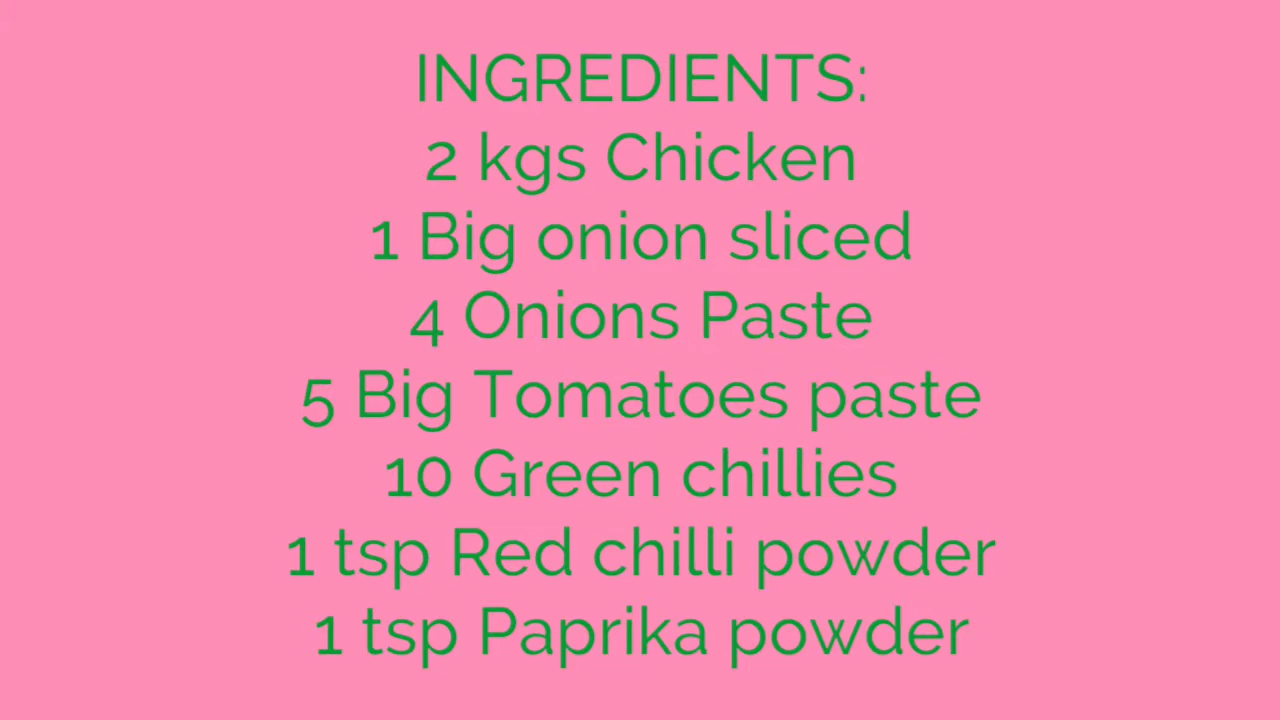 INGREDIENTS:
2 kgs Chicken
1 Big onion sliced
4 Onions Paste
5 Big Tomatoes paste
10 Green chillies
1 tsp Red chilli powder
1 tsp Paprika powder